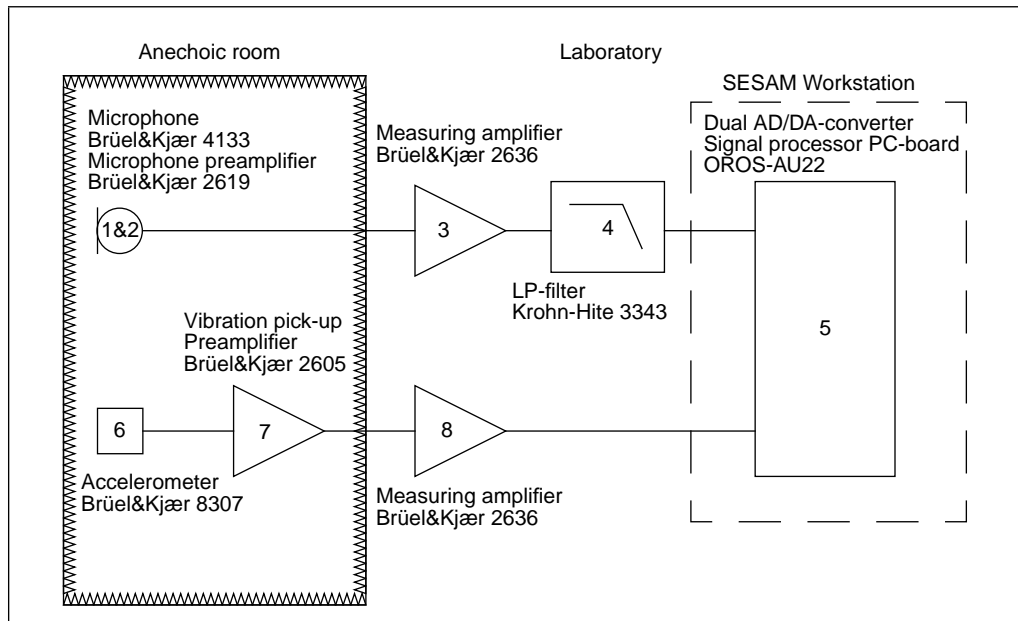 Anechoic room
Laboratory
SESAM Workstation
Microphone
Brüel&Kjær 4133
Microphone preamplifier
Brüel&Kjær 2619
Measuring amplifier
Brüel&Kjær 2636
Dual AD/DA-converter
Signal processor PC-board
OROS-AU22
1&2
3
4
LP-filter
Krohn-Hite 3343
5
Vibration pick-up
Preamplifier
Brüel&Kjær 2605
6
7
8
Accelerometer
Brüel&Kjær 8307
Measuring amplifier
Brüel&Kjær 2636